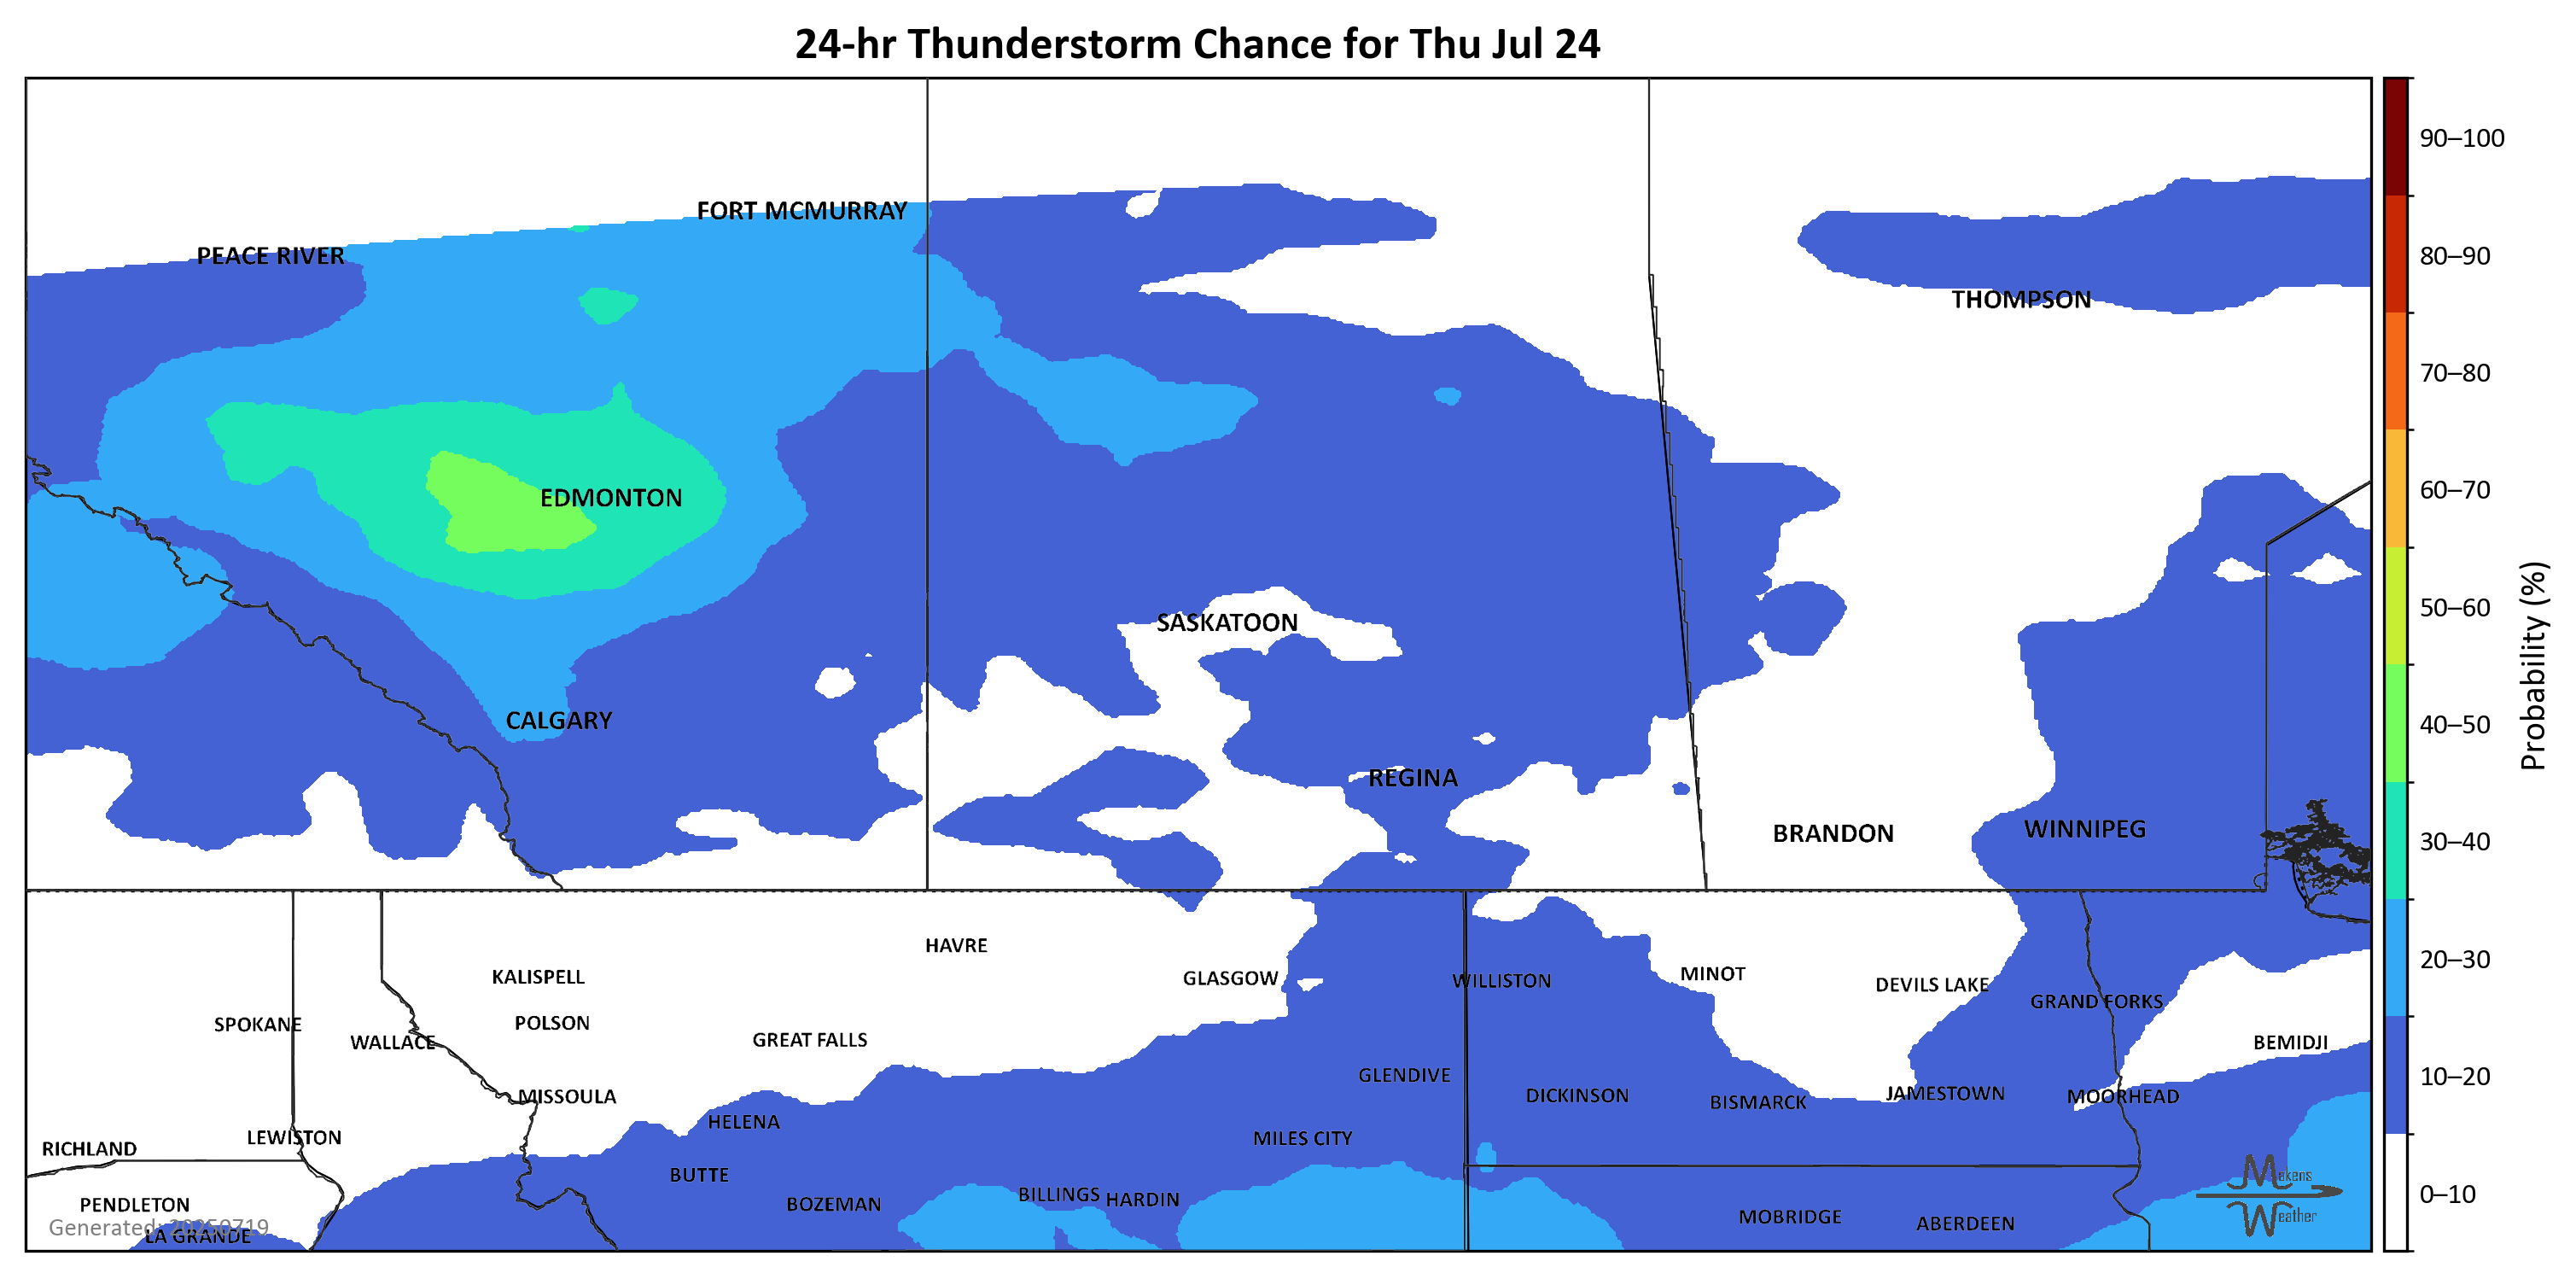 24-hr Thunderstorm Chance for Thu Jul 24
90–100
FORT MCMURRAY
PEACE RIVER
80–90
THOMPSON
70–80
EDMONTON
60–70
SASKATOON
50–60
CALGARY
40–50
Probability (%)
REGINA
BRANDON
WINNIPEG
30–40
HAVRE
KALISPELL
GLASGOW
WILLISTON
MINOT
DEVILS LAKE
20–30
SPOKANE
POLSON
GRAND FORKS
WALLACE
GREAT FALLS
BEMIDJI
GLENDIVE
10–20
MISSOULA
DICKINSON
BISMARCK
JAMESTOWN
MOORHEAD
HELENA
RICHLAND
LEWISTON
MILES CITY
BUTTE
Makens
PENDLETON
BOZEMAN
BILLINGS
HARDIN
0–10
MOBRIDGE
ABERDEEN
Weather
Generated: 20250719
LA GRANDE